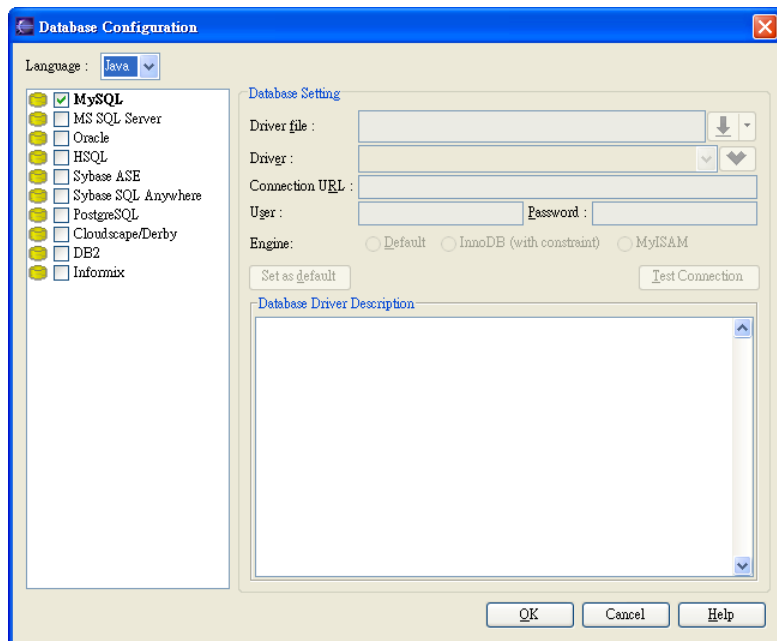 Database Configuration
Language : Java
MySQL
MS SQL Server
Oracle
HSQL
Sybase ASE
Sybase SQL Anywhere
PostgreSQL
Cloudscape/Derby
DB2
Informix
Database Setting
Driver file :
Driver :
Connection URL :
User : Password :
Engine: Default InnoDB (with constraint) MyISAM
Set as default Test Connection
Database Driver Description
OK Cancel Help